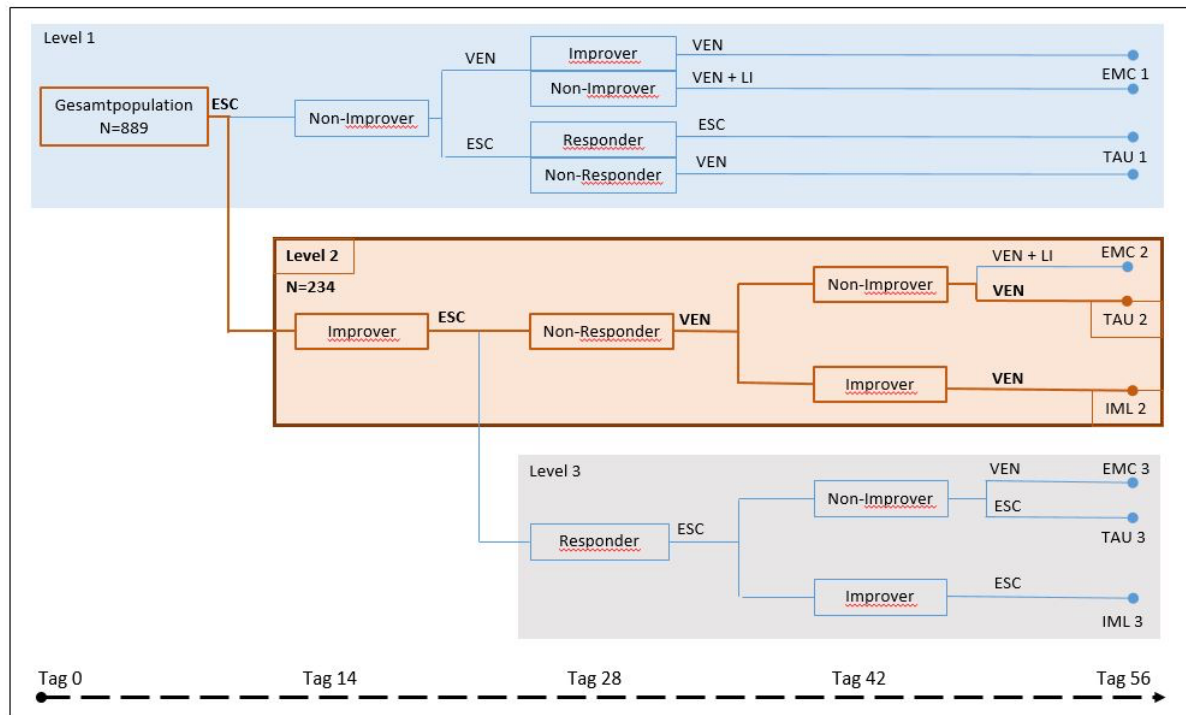 Level 1
Gesamtpopulation
N=889
ESC
Non-Improver
VEN
Improver
VEN
Non-Improver
VEN + LI
EMC 1
ESC
Responder
ESC
Non-Responder
VEN
TAU 1
Level 2
N=234
Improver
ESC
Non-Responder
VEN
Non-Improver
VEN + LI
EMC 2
VEN
TAU 2
Improver
VEN
IML 2
Level 3
Responder
ESC
Non-Improver
VEN
EMC 3
ESC
TAU 3
Improver
ESC
IML 3
Tag 0
Tag 14
Tag 28
Tag 42
Tag 56